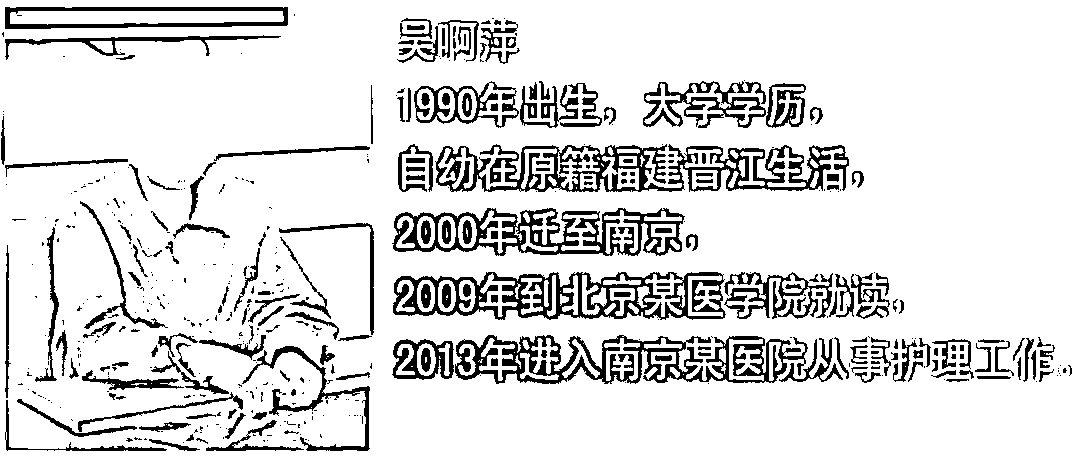 吴啊萍
1990年出生，大学学历，
自幼在原籍福建晋江生活，
2000年迁至南京，
2009年到北京某医学院就读，
2013年进入南京某医院从事护理工作。